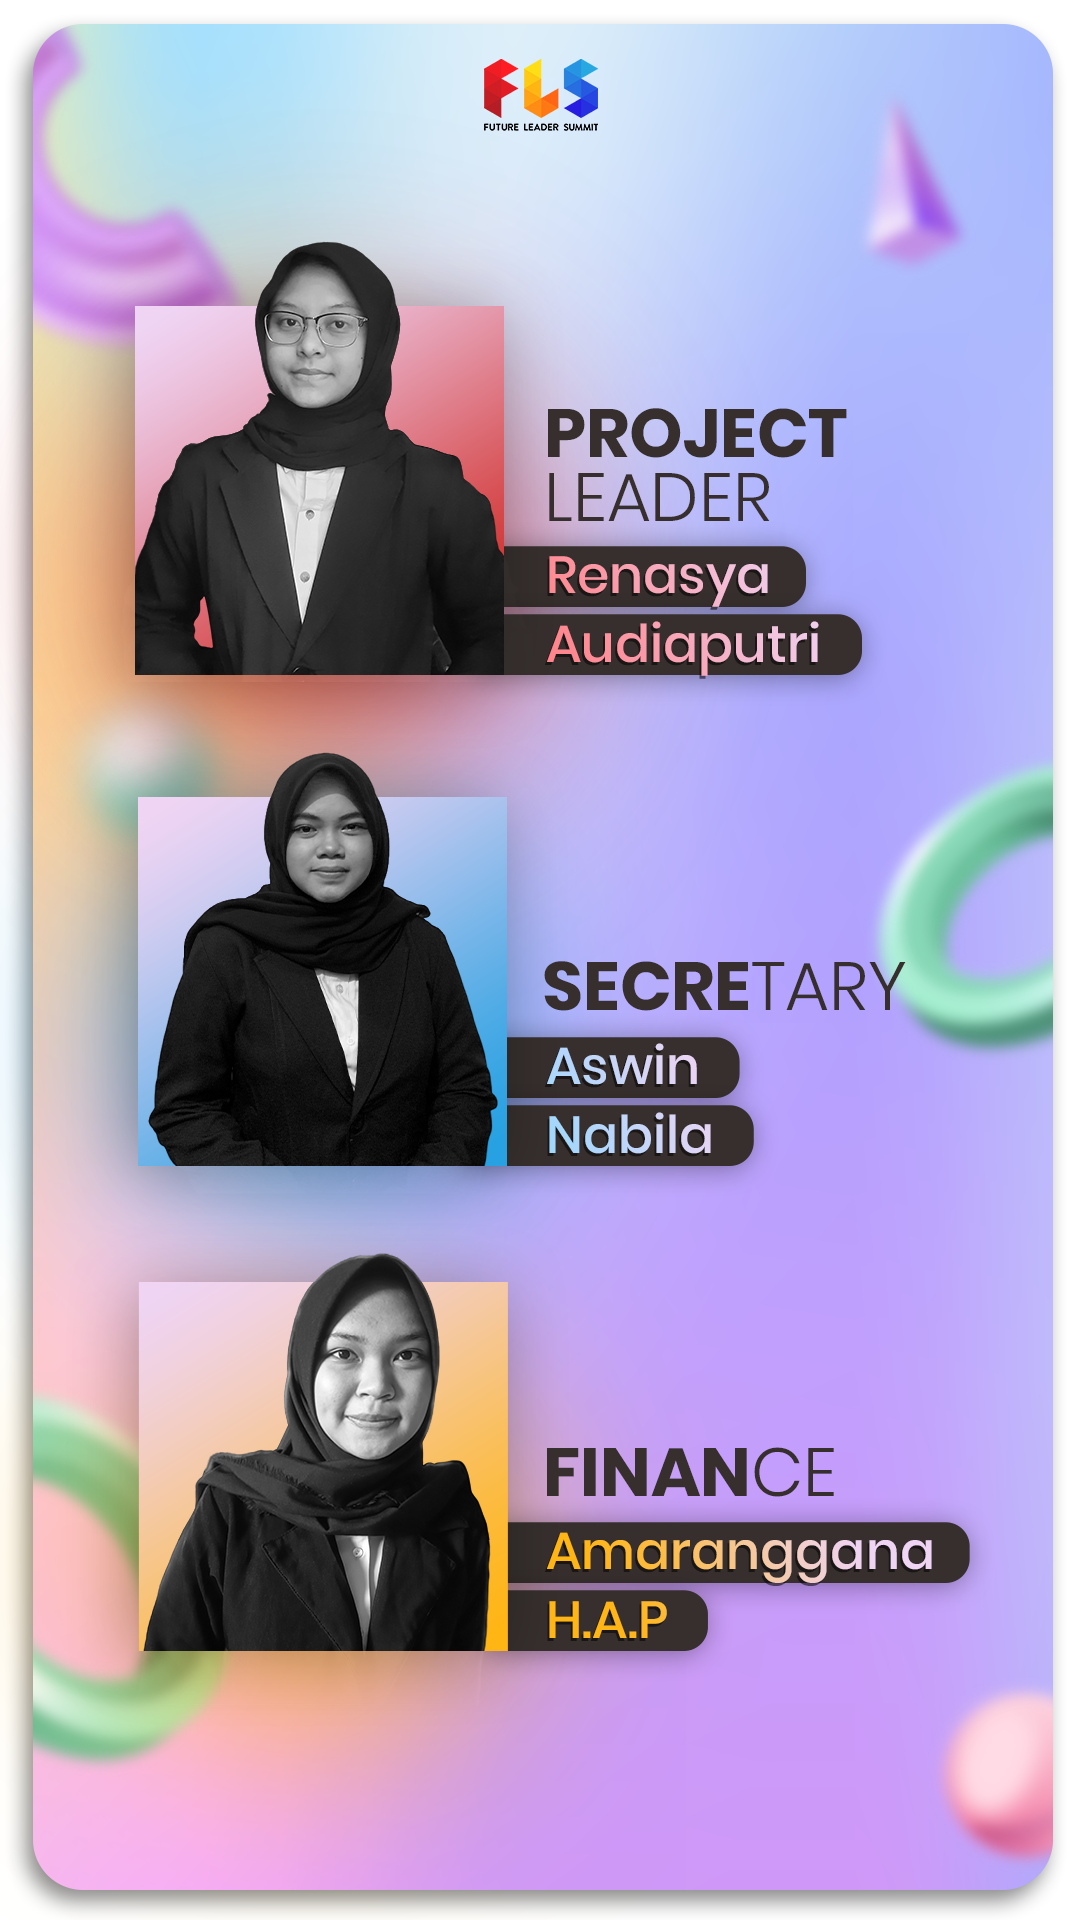 FLS
FUTURE LEADER SUMMIT
PROJECT
LEADER
Renasya
Audiaputri
SECRETARY
Aswin
Nabila
FINANCE
Amaranggana
H.A.P